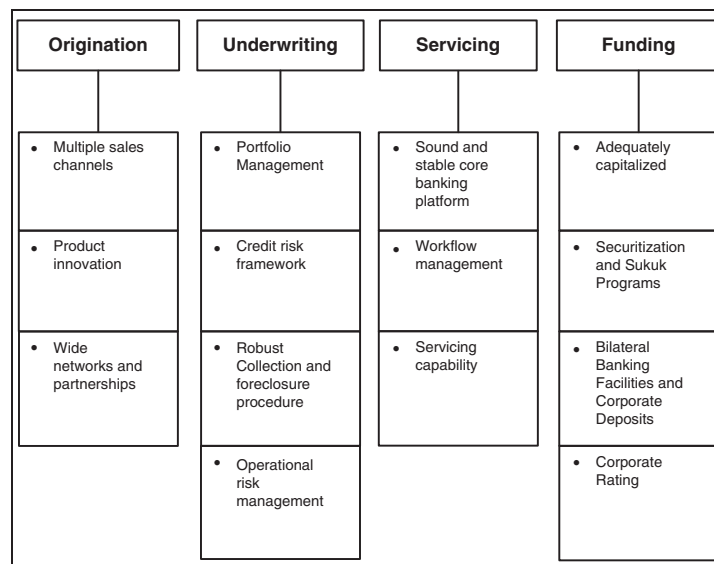 Origination
• Multiple sales
channels
• Product
innovation
• Wide
networks and
partnerships
Underwriting
• Portfolio
Management
• Credit risk
framework
• Robust
Collection and
foreclosure
procedure
• Operational
risk
management
Servicing
• Sound and
stable core
banking
platform
• Workflow
management
• Servicing
capability
Funding
• Adequately
capitalized
• Securitization
and Sukuk
Programs
• Bilateral
Banking
Facilities and
Corporate
Deposits
• Corporate
Rating